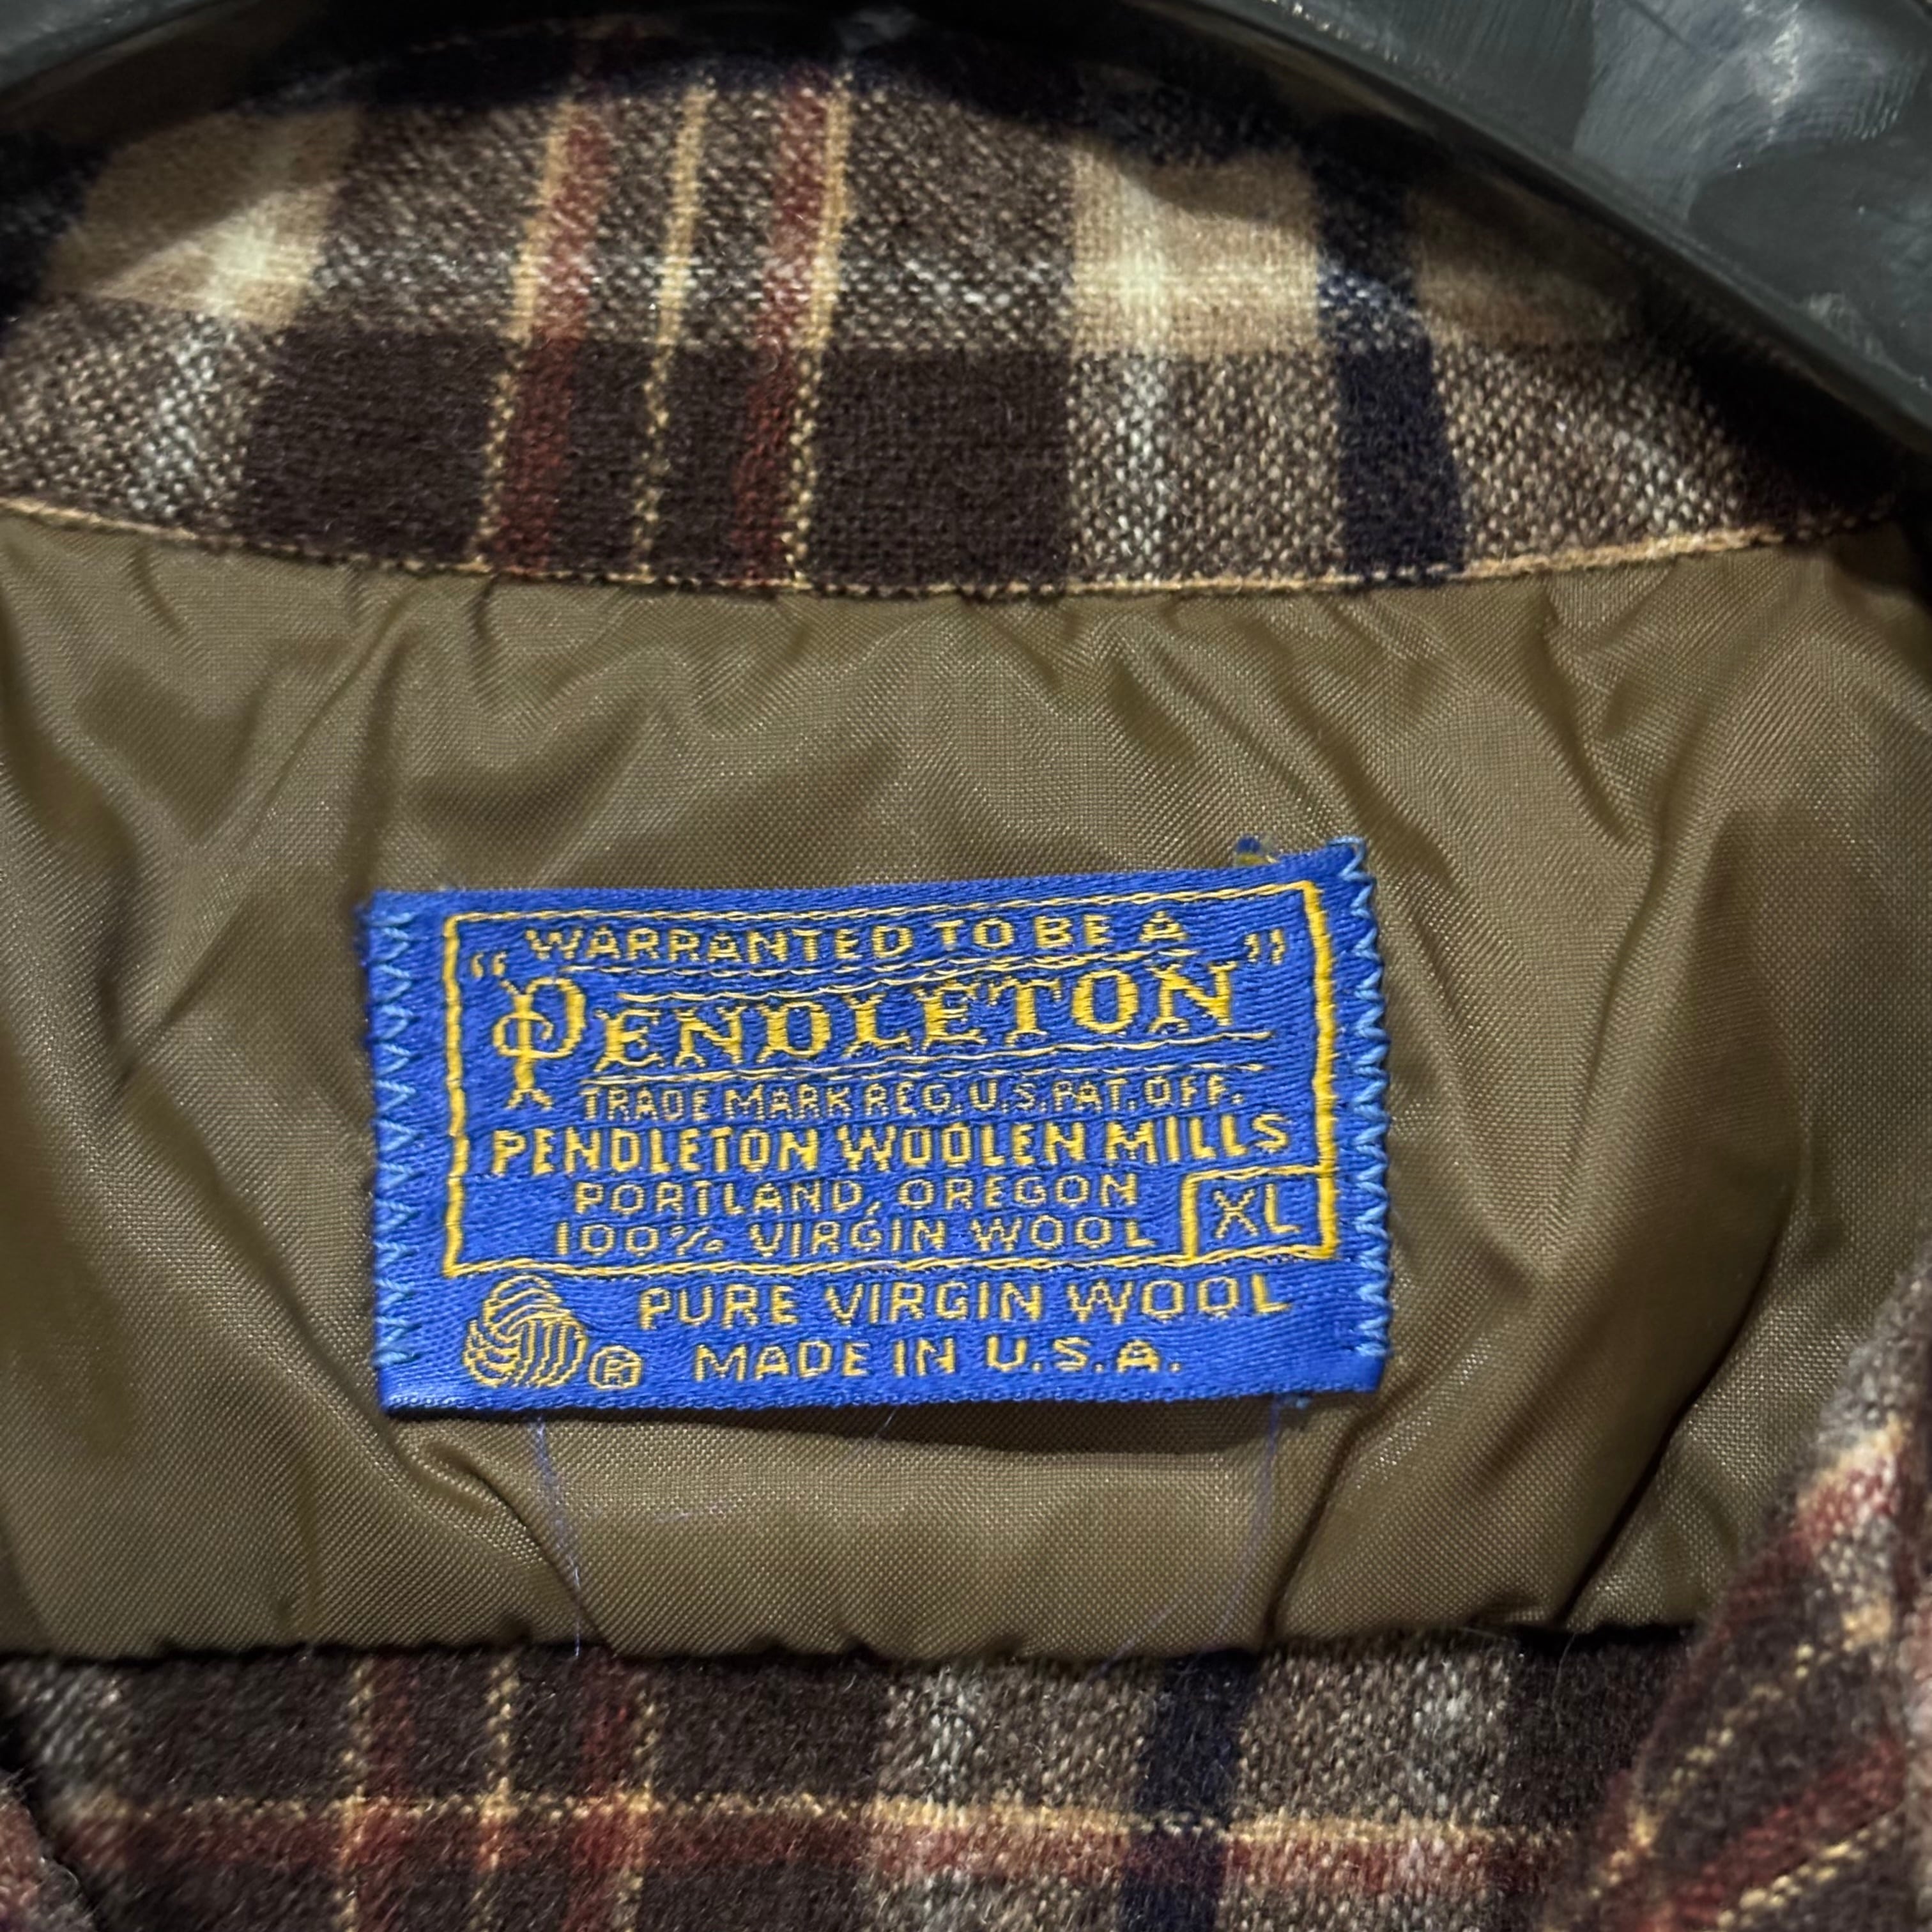 WARRANTED TO BE A
"PENDLETON"
TRADE MARK REG. U.S. PAT. OFF.
PENDLETON WOOLEN MILLS
PORTLAND, OREGON
100% VIRGIN WOOL XL
PURE VIRGIN WOOL
® MADE IN U.S.A.